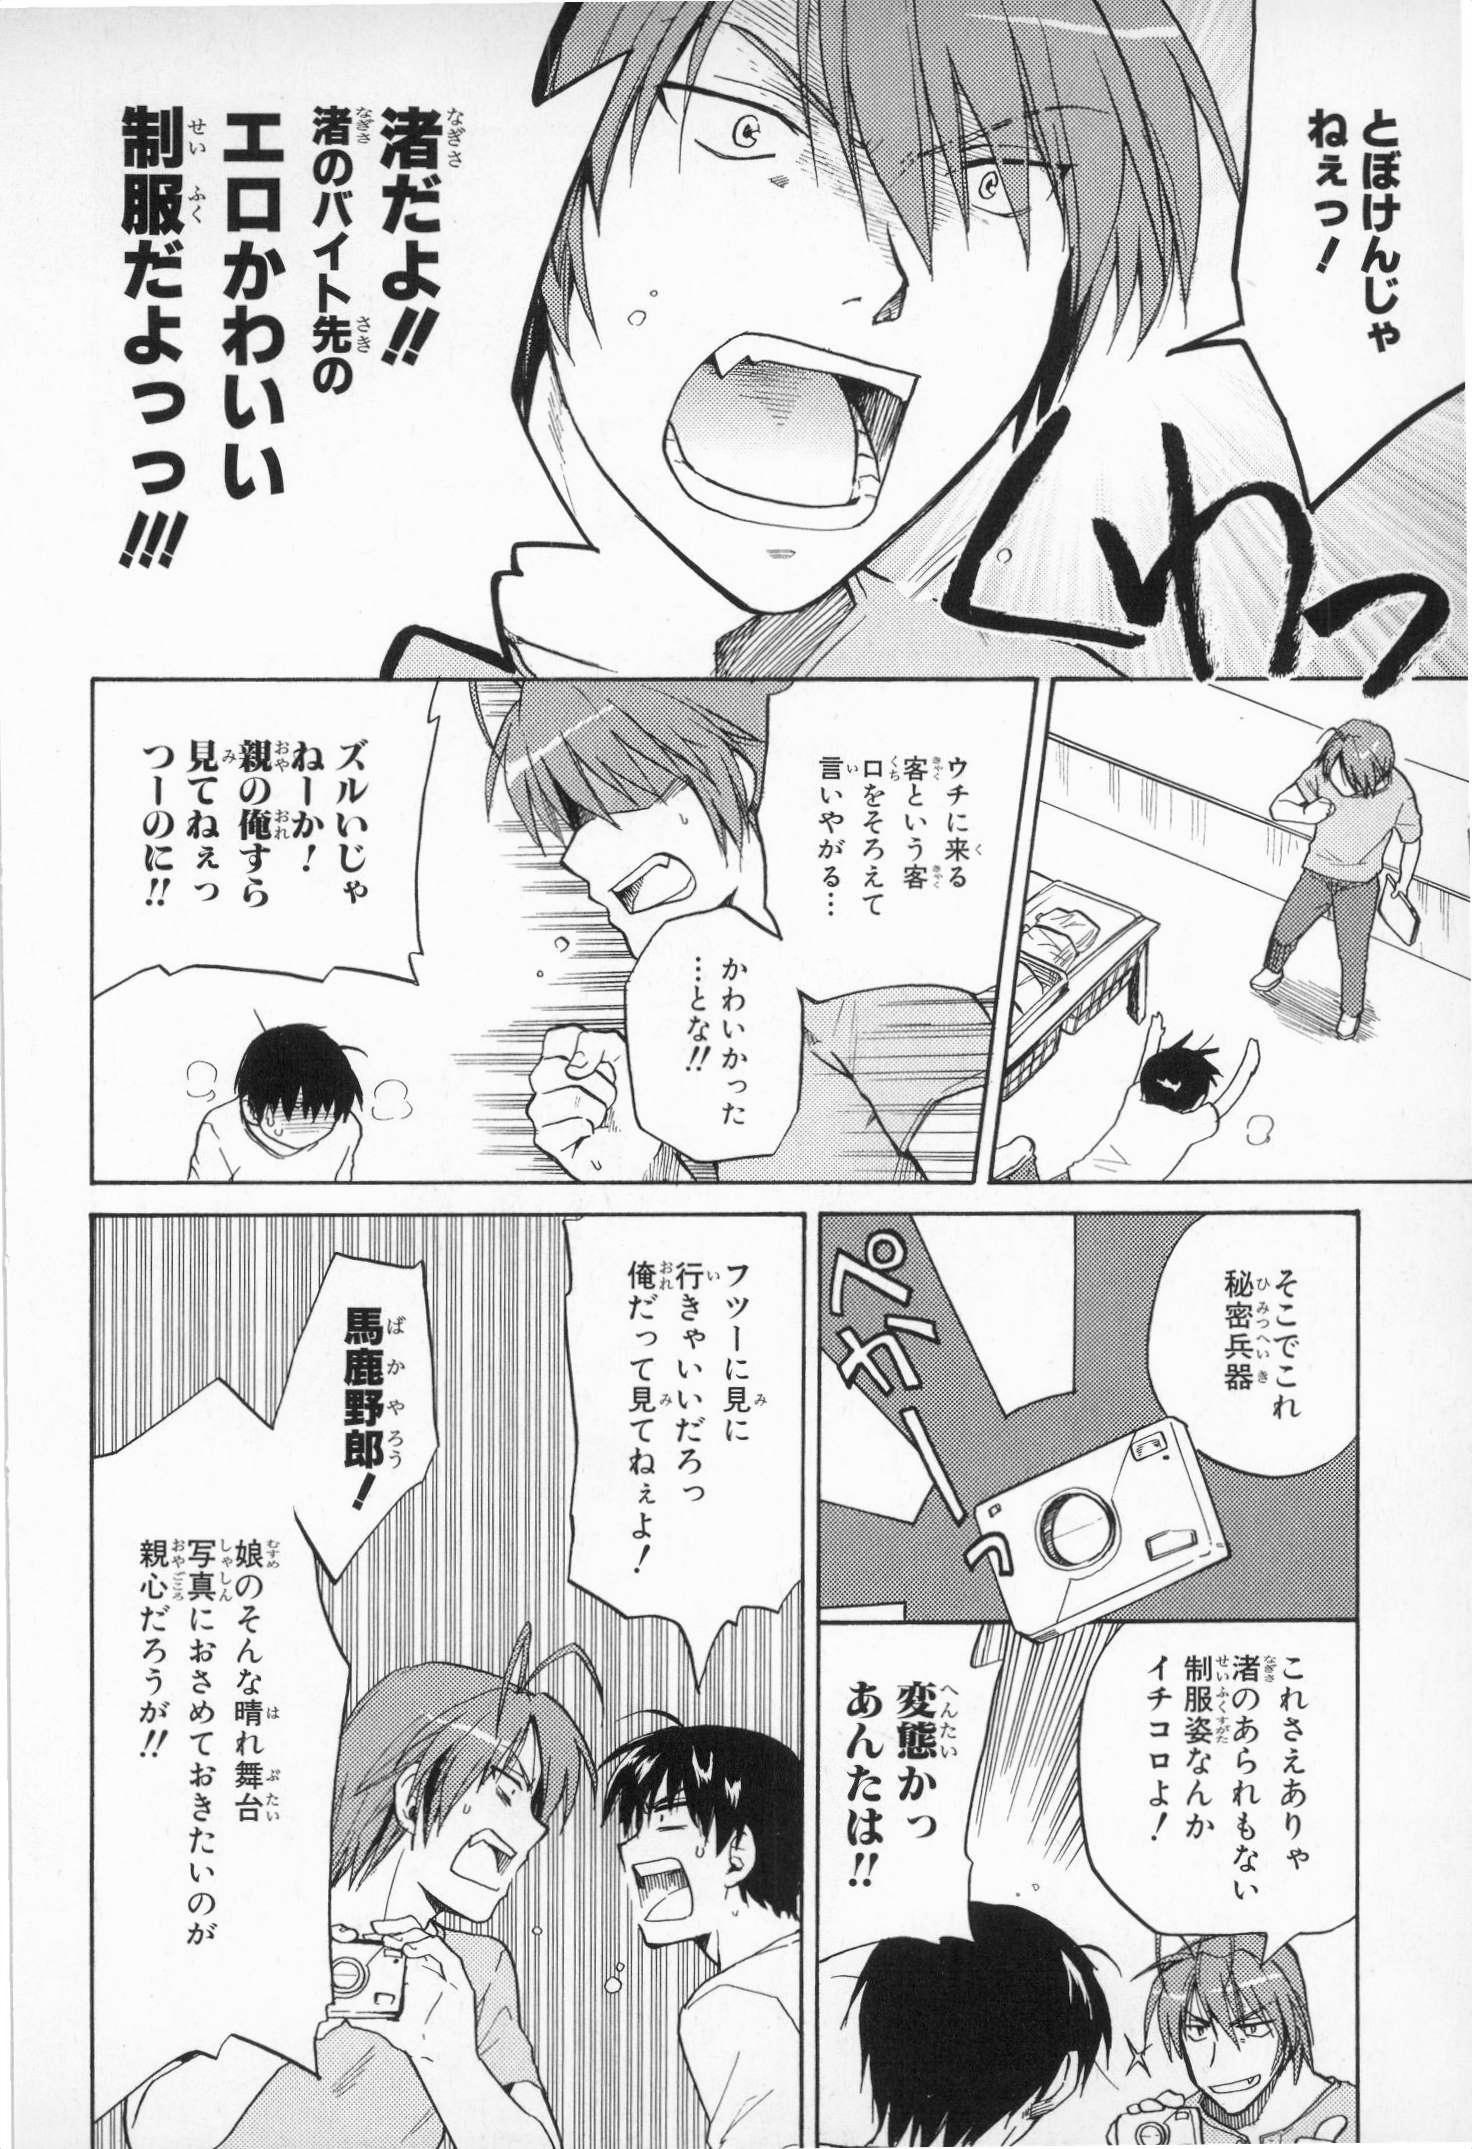 とぼけんじゃ
ねぇっ!
くわっ
渚だよ!!
渚のバイト先の
エロかわいい
制服だよっっ!!!
ウチに来る
客という客
口をそろえて
言いやがる…
かわいかった
…とな!!
ズルいじゃ
ねーか!
親の俺すら
見てねぇっ
つーのに!!
そこでこれ
秘密兵器
ペカーーっ
これさえありゃ
渚のあられもない
制服姿なんか
イチコロよ!
変態かっ
あんたは!!
フツーに見に
行きゃいいだろっ
俺だって見てねぇよ!
馬鹿野郎!
娘のそんな晴れ舞台
写真におさめておきたいのが
親心だろうが!!